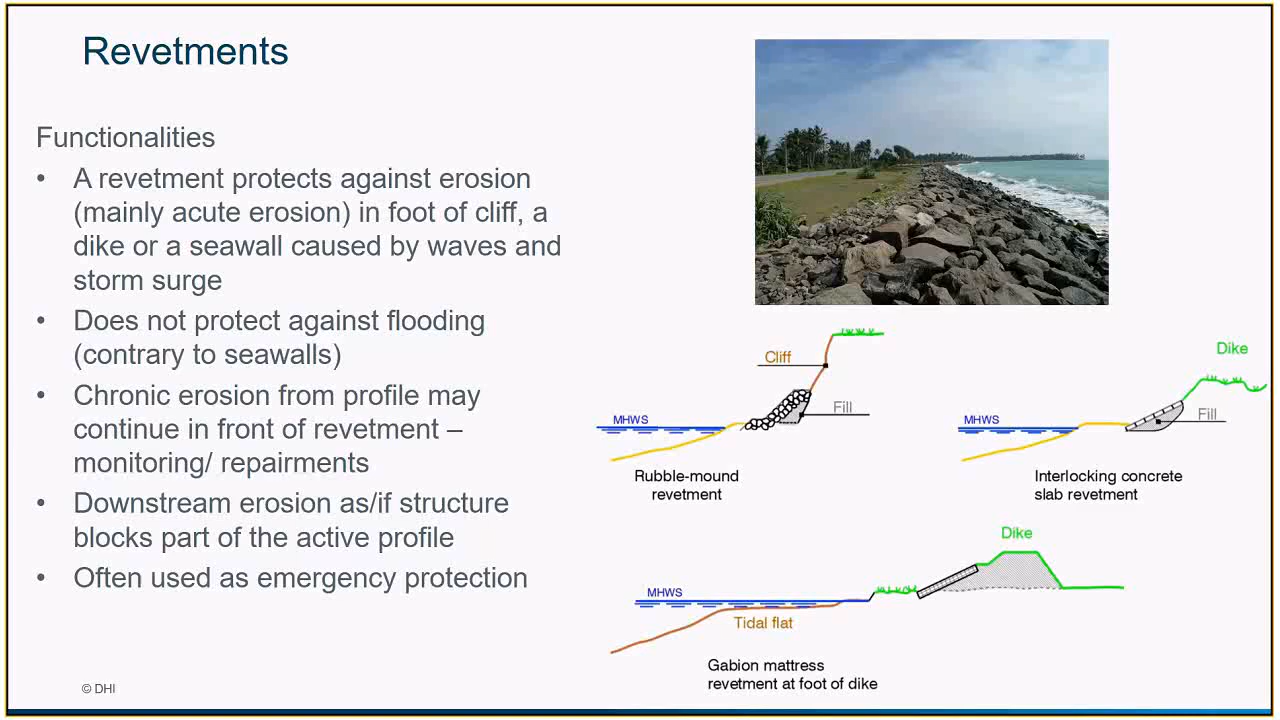 Revetments
Functionalities
• A revetment protects against erosion
(mainly acute erosion) in foot of cliff, a
dike or a seawall caused by waves and
storm surge
• Does not protect against flooding
(contrary to seawalls)
• Chronic erosion from profile may
continue in front of revetment –
monitoring/ repairments
• Downstream erosion as/if structure
blocks part of the active profile
• Often used as emergency protection
Cliff
Fill
MHWS
Rubble-mound
revetment
Dike
Fill
MHWS
Interlocking concrete
slab revetment
Dike
MHWS
Tidal flat
Gabion mattress
revetment at foot of dike
© DHI